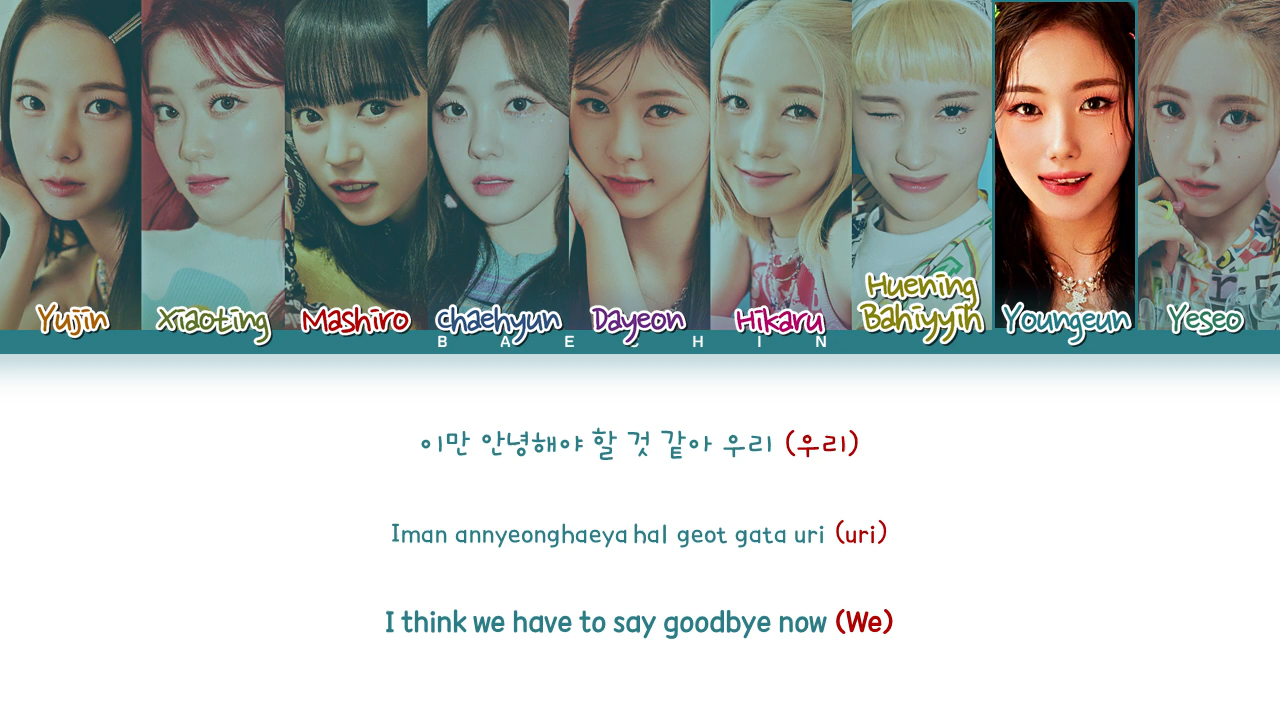 Yujin Xiaoting Mashiro Chaehyun Dayeon Hikaru Huening Bahiyyih Youngeun Yeseo
BAECHIN
이만 안녕해야 할 것 같아 우리 (우리)
Iman annyeonghaeya hal geot gata uri (uri)
I think we have to say goodbye now (We)